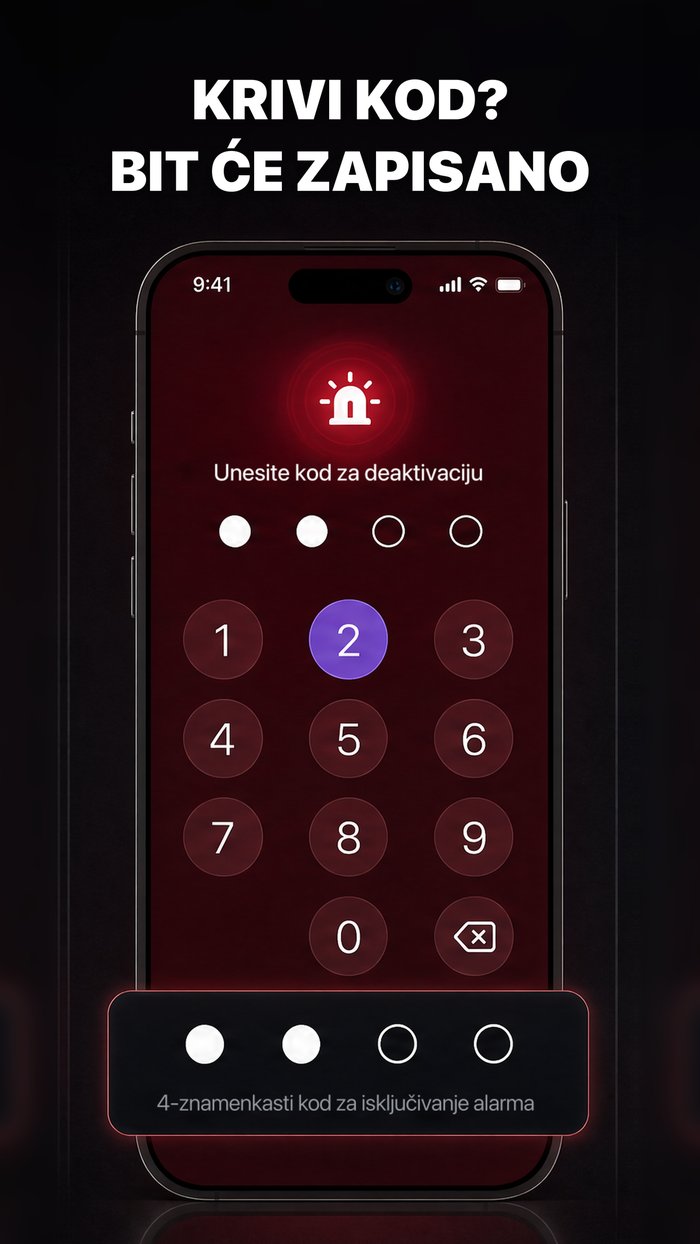 KRIVI KOD?
BIT ĆE ZAPISANO
9:41
Unesite kod za deaktivaciju
1 2 3
4 5 6
7 8 9
0
4-znamenkasti kod za isključivanje alarma